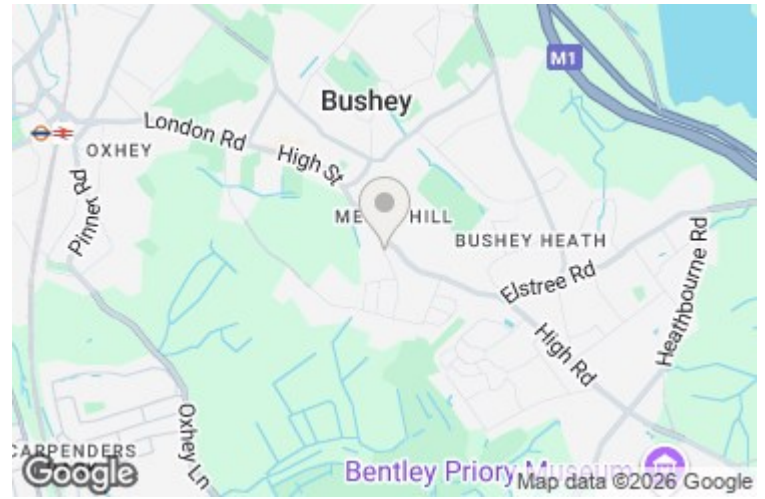 M1
Bushey
London Rd
OXHEY
High St
Pinner Rd
HILL
BUSHEY HEATH
Elstree Rd
Heathbourne Rd
High Rd
Oxhey Ln
CARPENDERS
Google
Bentley Priory Museum
Map data ©2026 Google